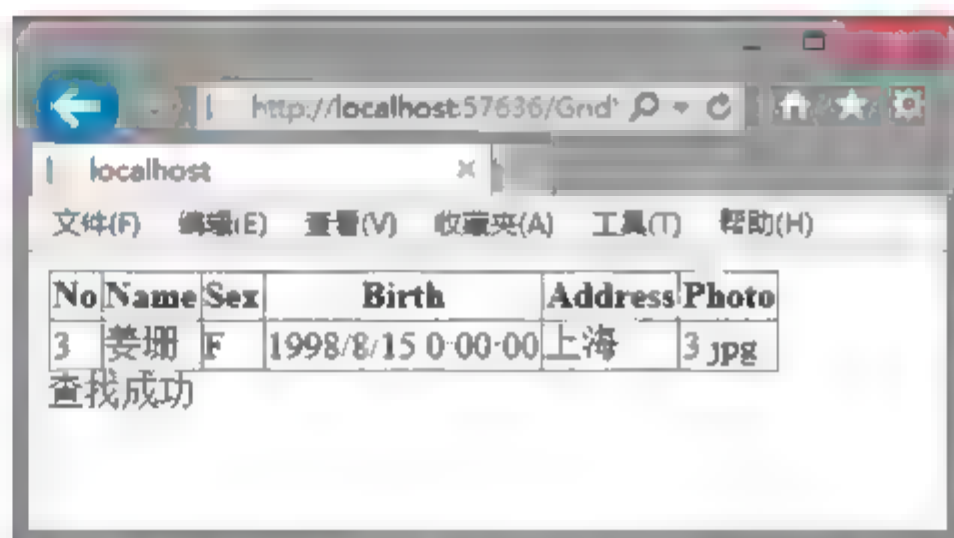 http://localhost:57636/Grid
localhost
文件(F) 编辑(E) 查看(V) 收藏夹(A) 工具(T) 帮助(H)
No Name Sex Birth Address Photo
3 姜珊 F 1998/8/15 0:00:00 上海 3.jpg
查找成功